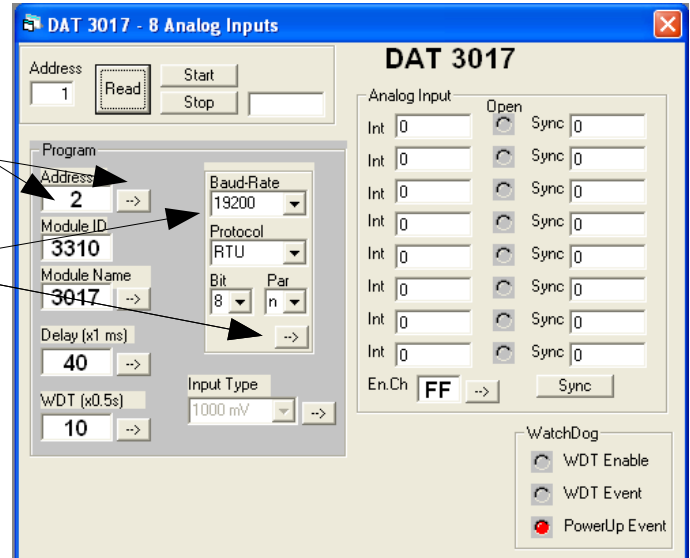 DAT 3017 - 8 Analog Inputs
Address
1
Read
Start
Stop
DAT 3017
Program
Address
2
-->
Module ID
3310
Module Name
3017
-->
Delay (x1 ms)
40
-->
WDT (x0.5s)
10
-->
Baud-Rate
19200
Protocol
RTU
Bit Par
8 n
-->
Input Type
1000 mV
-->
Analog Input
Open
Int 0 Sync 0
Int 0 Sync 0
Int 0 Sync 0
Int 0 Sync 0
Int 0 Sync 0
Int 0 Sync 0
Int 0 Sync 0
Int 0 Sync 0
En.Ch FF --> Sync
WatchDog
WDT Enable
WDT Event
PowerUp Event